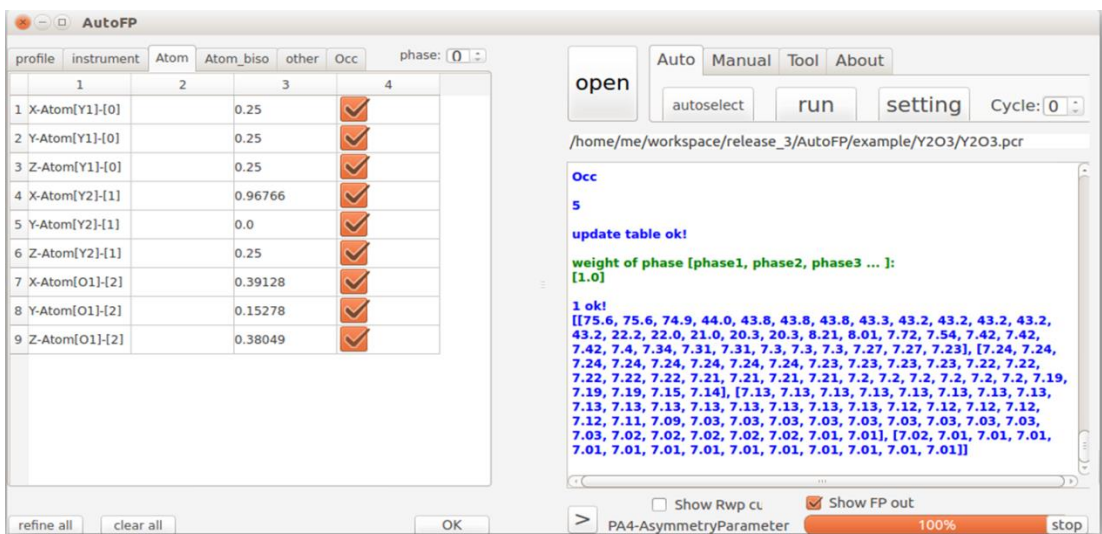 AutoFP
profile instrument Atom Atom_biso other Occ phase: 0
1 2 3 4
1 X-Atom[Y1]-[0] 0.25
2 Y-Atom[Y1]-[0] 0.25
3 Z-Atom[Y1]-[0] 0.25
4 X-Atom[Y2]-[1] 0.96766
5 Y-Atom[Y2]-[1] 0.0
6 Z-Atom[Y2]-[1] 0.25
7 X-Atom[O1]-[2] 0.39128
8 Y-Atom[O1]-[2] 0.15278
9 Z-Atom[O1]-[2] 0.38049
refine all clear all OK
open
Auto Manual Tool About
autoselect run setting Cycle: 0
/home/me/workspace/release_3/AutoFP/example/Y2O3/Y2O3.pcr
Occ
5
update table ok!
weight of phase [phase1, phase2, phase3 ... ]:
[1.0]
1 ok!
[[75.6, 75.6, 74.9, 44.0, 43.8, 43.8, 43.8, 43.3, 43.2, 43.2, 43.2, 43.2,
43.2, 22.2, 22.0, 21.0, 20.3, 20.3, 8.21, 8.01, 7.72, 7.54, 7.42, 7.42,
7.42, 7.4, 7.34, 7.31, 7.31, 7.3, 7.3, 7.3, 7.27, 7.27, 7.23], [7.24, 7.24,
7.24, 7.24, 7.24, 7.24, 7.24, 7.24, 7.23, 7.23, 7.23, 7.23, 7.22, 7.22,
7.22, 7.22, 7.22, 7.21, 7.21, 7.21, 7.21, 7.2, 7.2, 7.2, 7.2, 7.2, 7.2, 7.19,
7.19, 7.19, 7.15, 7.14], [7.13, 7.13, 7.13, 7.13, 7.13, 7.13, 7.13, 7.13,
7.13, 7.13, 7.13, 7.13, 7.13, 7.13, 7.13, 7.13, 7.12, 7.12, 7.12, 7.12,
7.12, 7.11, 7.09, 7.03, 7.03, 7.03, 7.03, 7.03, 7.03, 7.03, 7.03, 7.03,
7.03, 7.02, 7.02, 7.02, 7.02, 7.02, 7.01, 7.01], [7.02, 7.01, 7.01, 7.01,
7.01, 7.01, 7.01, 7.01, 7.01, 7.01, 7.01, 7.01, 7.01]]
Show Rwp cu Show FP out
> PA4-AsymmetryParameter 100% stop